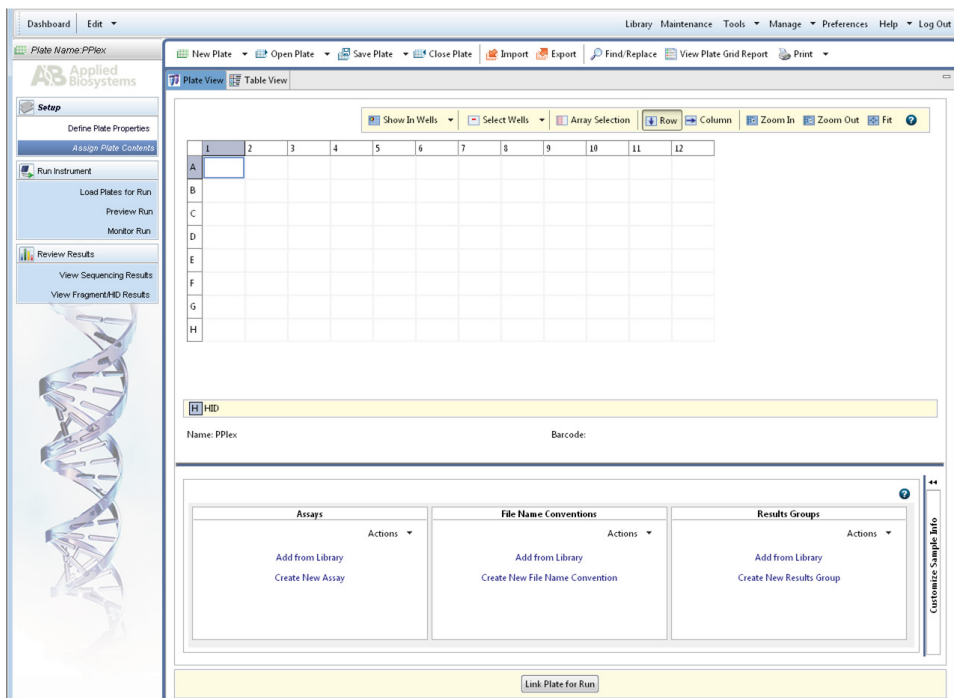 Dashboard Edit Library Maintenance Tools Manage Preferences Help Log Out
Plate Name:PPlex
New Plate Open Plate Save Plate Close Plate Import Export Find/Replace View Plate Grid Report Print
AB Applied
Biosystems
Plate View Table View
Setup
Define Plate Properties
Assign Plate Contents
Run Instrument
Load Plates for Run
Preview Run
Monitor Run
Review Results
View Sequencing Results
View Fragment/HID Results
Show In Wells Select Wells Array Selection Row Column Zoom In Zoom Out Fit ?
1 2 3 4 5 6 7 8 9 10 11 12
A
B
C
D
E
F
G
H
H HID
Name: PPlex Barcode:
?
Assays File Name Conventions Results Groups
Actions Actions Actions
Add from Library Add from Library Add from Library
Create New Assay Create New File Name Convention Create New Results Group
Customize Sample Info
Link Plate for Run